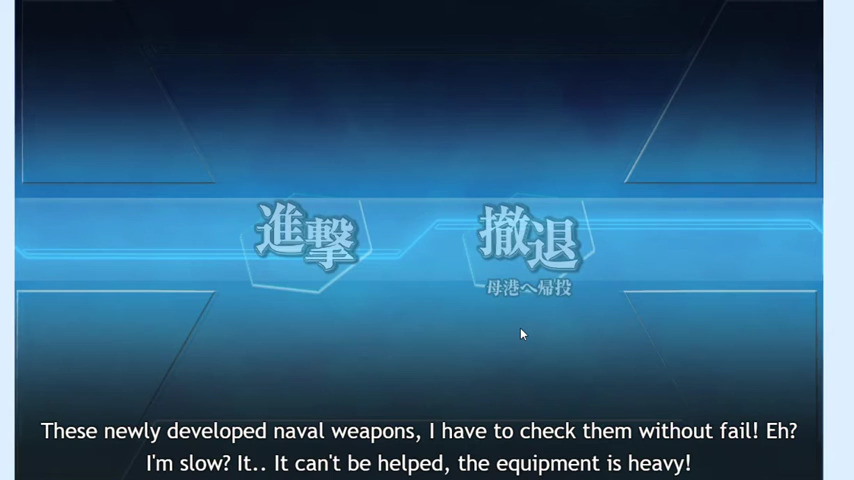 進撃
撤退
母港へ帰投
These newly developed naval weapons, I have to check them without fail! Eh?
I'm slow? It.. It can't be helped, the equipment is heavy!